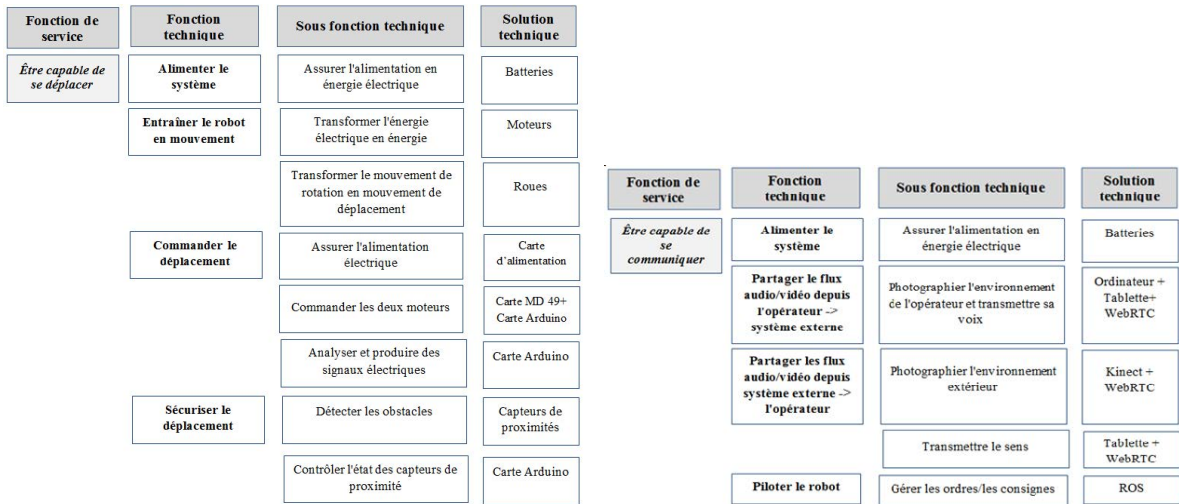 Fonction de
service
Fonction
technique
Sous fonction technique
Solution
technique
Être capable de
se déplacer
Alimenter le
système
Assurer l'alimentation en
énergie électrique
Batteries
Entraîner le robot
en mouvement
Transformer l'énergie
électrique en énergie
Moteurs
Transformer le mouvement de
rotation en mouvement de
déplacement
Roues
Commander le
déplacement
Assurer l'alimentation
électrique
Carte
d'alimentation
Commander les deux moteurs
Carte MD 49+
Carte Arduino
Analyser et produire des
signaux électriques
Carte Arduino
Sécuriser le
déplacement
Détecter les obstacles
Capteurs de
proximités
Contrôler l'état des capteurs de
proximité
Carte Arduino
Fonction de
service
Fonction
technique
Sous fonction technique
Solution
technique
Être capable de
se
communiquer
Alimenter le
système
Assurer l'alimentation en
énergie électrique
Batteries
Partager le flux
audio/vidéo depuis
l'opérateur ->
système externe
Photographier l'environnement
de l'opérateur et transmettre sa
voix
Ordinateur +
Tablette+
WebRTC
Partager les flux
audio/vidéo depuis
système externe ->
l'opérateur
Photographier l'environnement
extérieur
Kinect +
WebRTC
Transmettre le sens
Tablette +
WebRTC
Piloter le robot
Gérer les ordres/les consignes
ROS